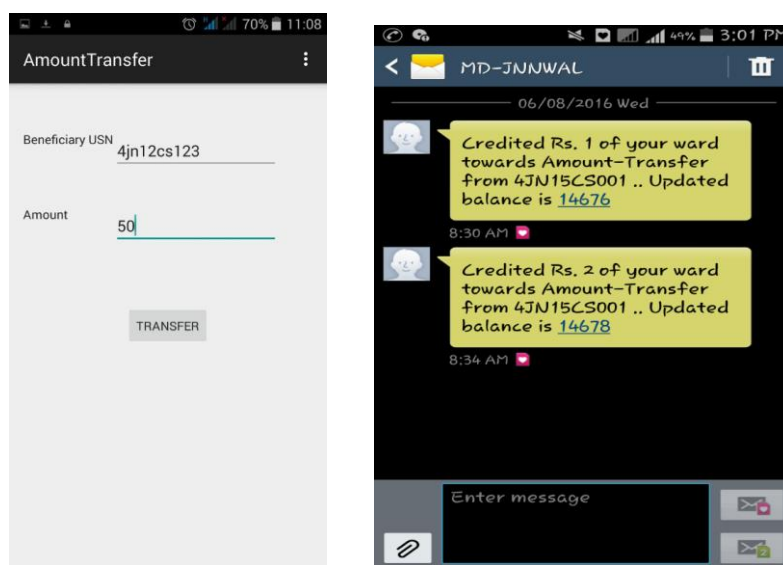 70% 11:08
AmountTransfer
Beneficiary USN
4jn12cs123
Amount
50
TRANSFER
49% 3:01 PM
< MD-JNNWAL
06/08/2016 Wed
Credited Rs. 1 of your ward
towards Amount-Transfer
from 4JN15CS001 .. Updated
balance is 14676
8:30 AM
Credited Rs. 2 of your ward
towards Amount-Transfer
from 4JN15CS001 .. Updated
balance is 14678
8:34 AM
Enter message